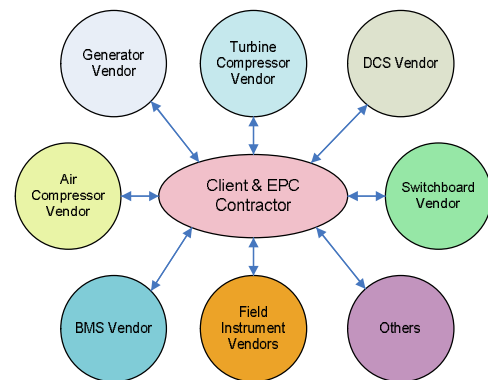 Generator
Vendor
Turbine
Compressor
Vendor
DCS Vendor
Air
Compressor
Vendor
Client & EPC
Contractor
Switchboard
Vendor
BMS Vendor
Field
Instrument
Vendors
Others